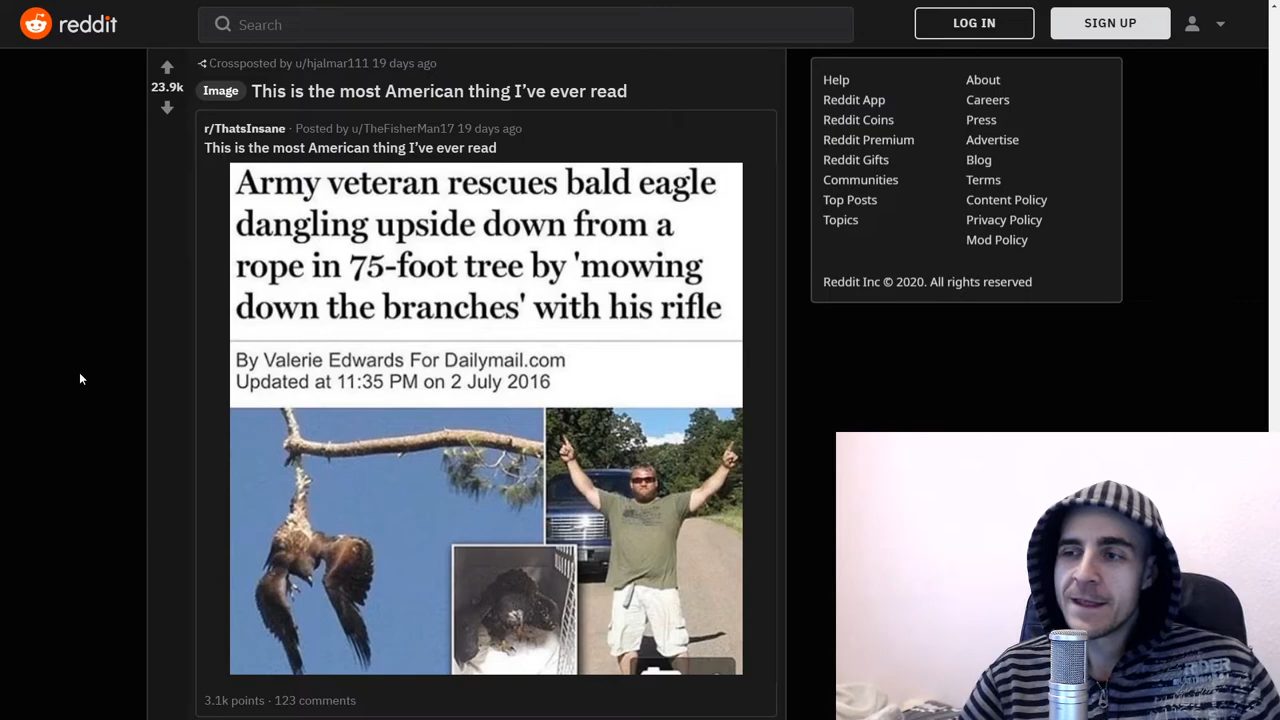 reddit
Search
LOG IN
SIGN UP
Crossposted by u/hjalmar111 19 days ago
23.9k
Image
This is the most American thing I've ever read
r/ThatsInsane · Posted by u/TheFisherMan17 19 days ago
This is the most American thing I've ever read
Army veteran rescues bald eagle
dangling upside down from a
rope in 75-foot tree by 'mowing
down the branches' with his rifle
By Valerie Edwards For Dailymail.com
Updated at 11:35 PM on 2 July 2016
3.1k points · 123 comments
Help
About
Reddit App
Careers
Reddit Coins
Press
Reddit Premium
Advertise
Reddit Gifts
Blog
Communities
Terms
Top Posts
Content Policy
Topics
Privacy Policy
Mod Policy
Reddit Inc © 2020. All rights reserved
RIDER